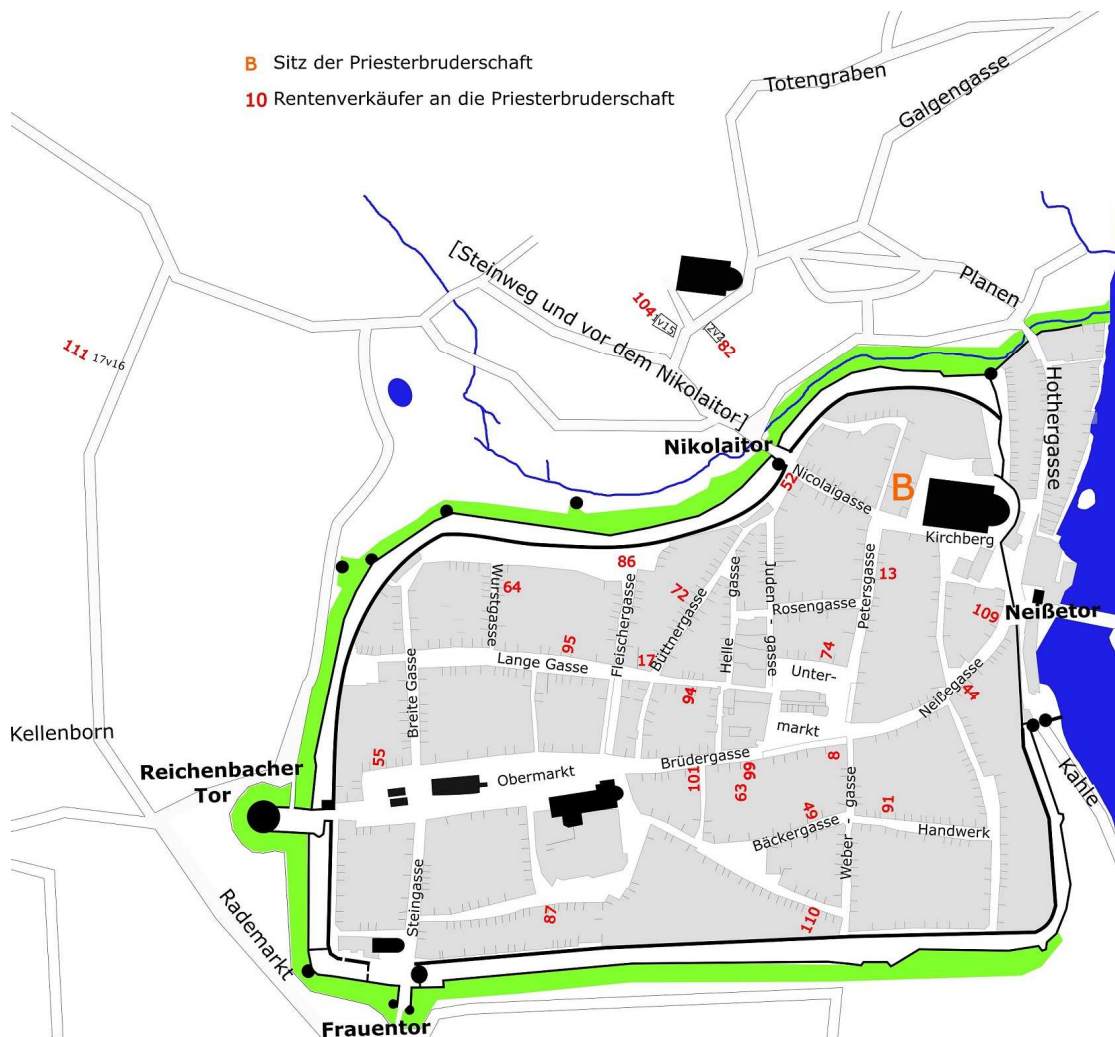 B Sitz der Priesterbruderschaft
10 Rentenverkäufer an die Priesterbruderschaft
Totengraben
Galgengasse
[Steinweg und vor dem Nikolaitor]
Planen
104 1v15
2v2 82
111 17v16
Hothergasse
Nikolaitor
52
Nicolaigasse
B
Kirchberg
86
Wurstgasse
64
Fleischergasse
72
Büttnergasse
Helle gasse
Juden - gasse
Petersgasse
13
Rosengasse
109
Neißetor
95
17
74
Lange Gasse
Unter-
markt
94
Neißegasse
44
Breite Gasse
Kellenborn
55
Reichenbacher
Tor
Obermarkt
Brüdergasse
101
99
63
8
49
91
Kahle
Bäckergasse
Weber - gasse
Handwerk
Steingasse
87
110
Rademarkt
Frauentor